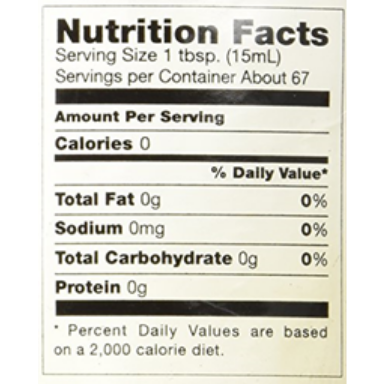 Nutrition Facts
Serving Size 1 tbsp. (15mL)
Servings per Container About 67
Amount Per Serving
Calories 0
% Daily Value*
Total Fat 0g 0%
Sodium 0mg 0%
Total Carbohydrate 0g 0%
Protein 0g
* Percent Daily Values are based
on a 2,000 calorie diet.